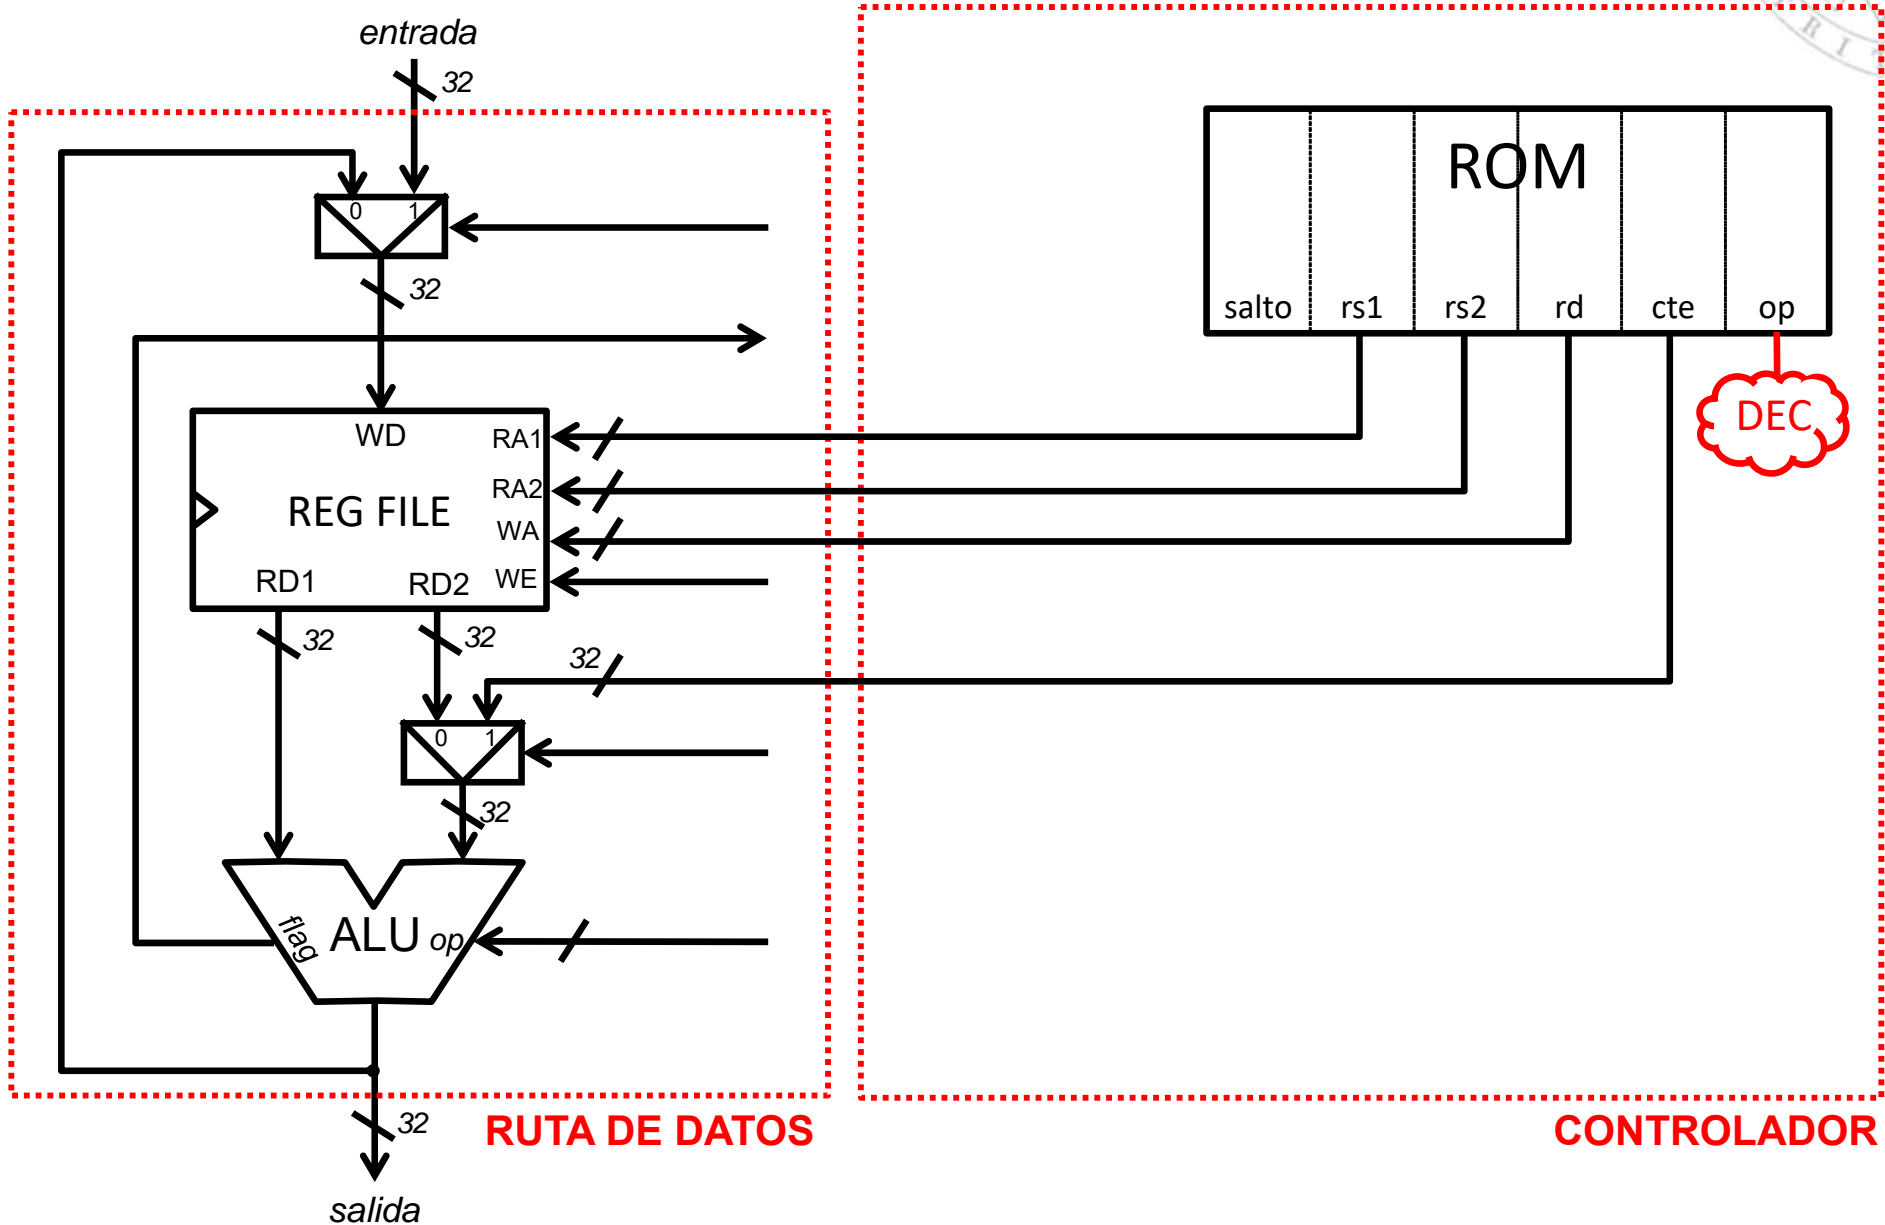 entrada
32
0 1
32
ROM
salto rs1 rs2 rd cte op
DEC
WD
RA1
RA2
WA
WE
REG FILE
RD1 RD2
32 32
32
0 1
32
flag ALU op
32
salida
RUTA DE DATOS
CONTROLADOR
R I T